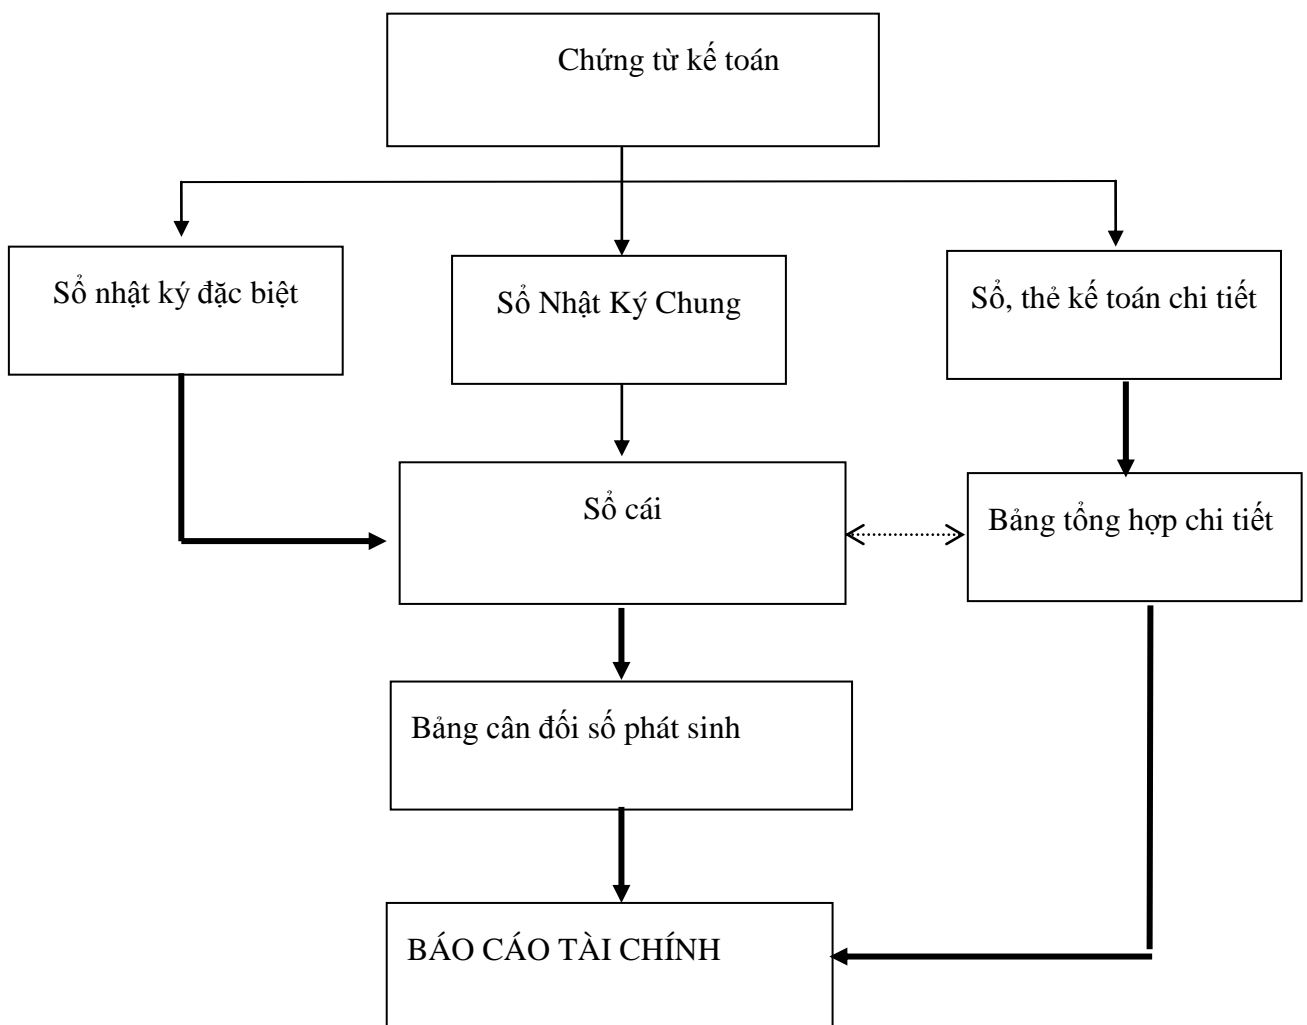 Chứng từ kế toán
Sổ nhật ký đặc biệt
Sổ Nhật Ký Chung
Sổ, thẻ kế toán chi tiết
Sổ cái
Bảng tổng hợp chi tiết
Bảng cân đối số phát sinh
BÁO CÁO TÀI CHÍNH